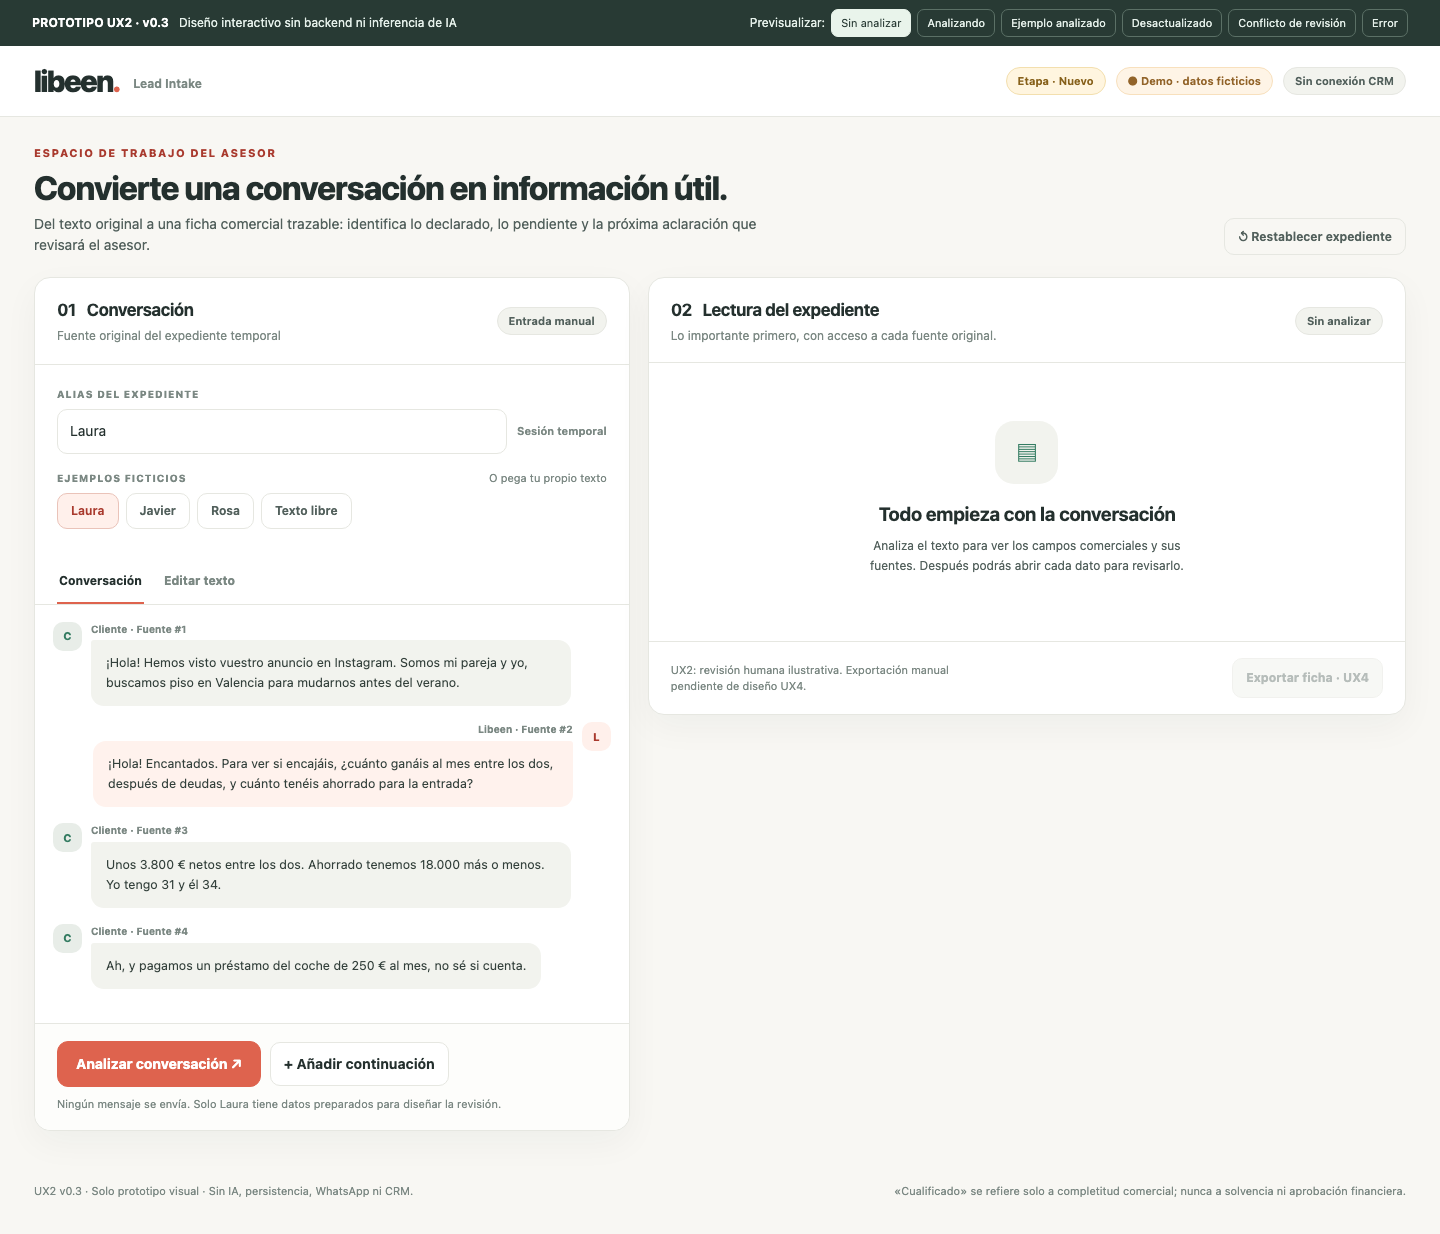 PROTOTIPO UX2 · v0.3 Diseño interactivo sin backend ni inferencia de IA
Previsualizar: Sin analizar Analizando Ejemplo analizado Desactualizado Conflicto de revisión Error
libeen. Lead Intake
Etapa · Nuevo Demo · datos ficticios Sin conexión CRM
ESPACIO DE TRABAJO DEL ASESOR
Convierte una conversación en información útil.
Del texto original a una ficha comercial trazable: identifica lo declarado, lo pendiente y la próxima aclaración que
revisará el asesor.
↺ Restablecer expediente
01 Conversación
Fuente original del expediente temporal
Entrada manual
ALIAS DEL EXPEDIENTE
Laura
Sesión temporal
EJEMPLOS FICTICIOS
O pega tu propio texto
Laura Javier Rosa Texto libre
Conversación Editar texto
C
Cliente · Fuente #1
¡Hola! Hemos visto vuestro anuncio en Instagram. Somos mi pareja y yo,
buscamos piso en Valencia para mudarnos antes del verano.
Libeen · Fuente #2
L
¡Hola! Encantados. Para ver si encajáis, ¿cuánto ganáis al mes entre los dos,
después de deudas, y cuánto tenéis ahorrado para la entrada?
C
Cliente · Fuente #3
Unos 3.800 € netos entre los dos. Ahorrado tenemos 18.000 más o menos.
Yo tengo 31 y él 34.
C
Cliente · Fuente #4
Ah, y pagamos un préstamo del coche de 250 € al mes, no sé si cuenta.
Analizar conversación ↗ + Añadir continuación
Ningún mensaje se envía. Solo Laura tiene datos preparados para diseñar la revisión.
02 Lectura del expediente
Lo importante primero, con acceso a cada fuente original.
Sin analizar
Todo empieza con la conversación
Analiza el texto para ver los campos comerciales y sus
fuentes. Después podrás abrir cada dato para revisarlo.
UX2: revisión humana ilustrativa. Exportación manual
pendiente de diseño UX4.
Exportar ficha · UX4
UX2 v0.3 · Solo prototipo visual · Sin IA, persistencia, WhatsApp ni CRM.
«Cualificado» se refiere solo a completitud comercial; nunca a solvencia ni aprobación financiera.